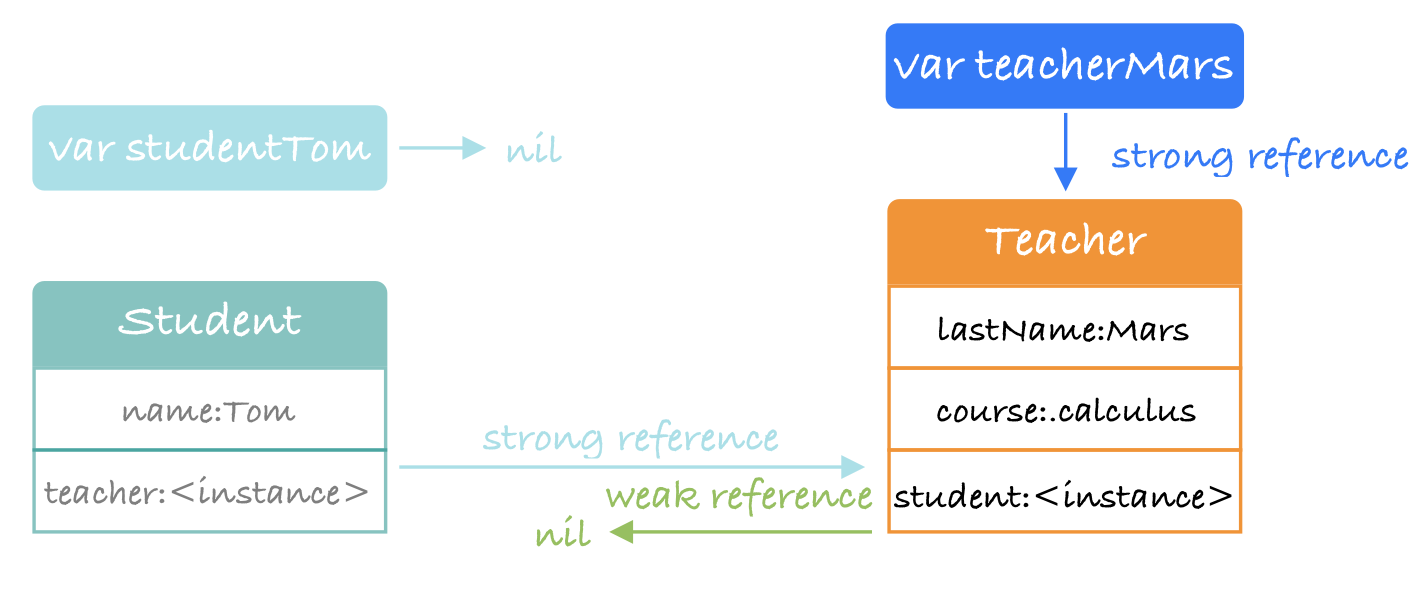 var teacherMars
var studentTom
nil
strong reference
Teacher
Student
lastName:Mars
name:Tom
course:.calculus
strong reference
teacher:<instance>
weak reference
student:<instance>
nil